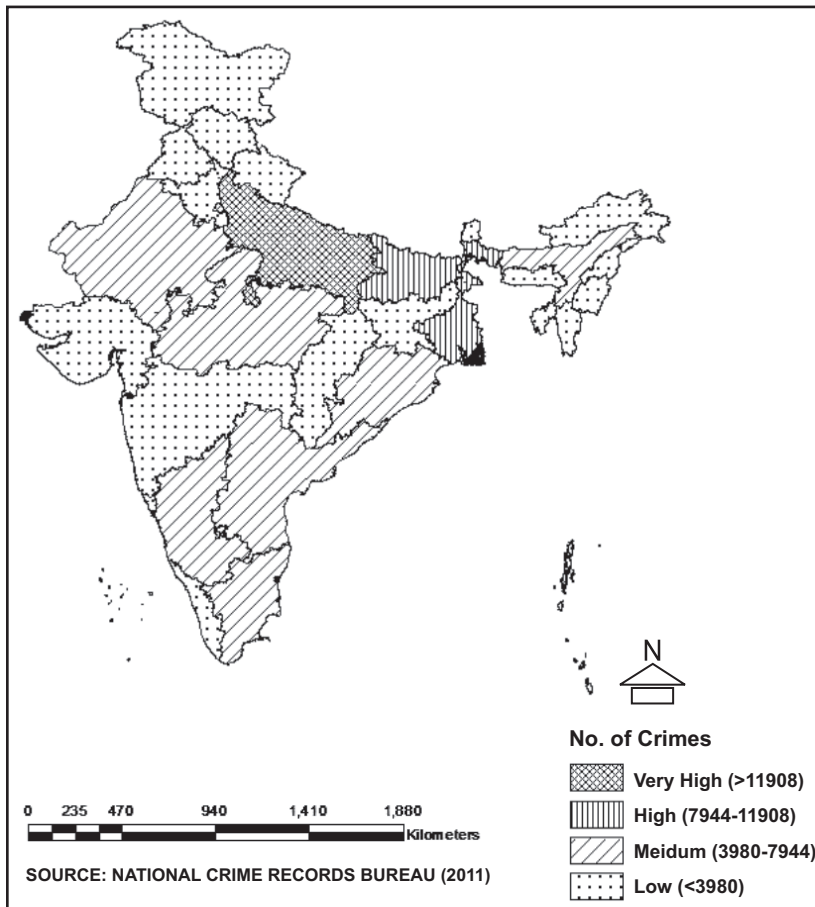 N
No. of Crimes
Very High (>11908)
High (7944-11908)
Meidum (3980-7944)
Low (<3980)
0 235 470 940 1,410 1,880
Kilometers
SOURCE: NATIONAL CRIME RECORDS BUREAU (2011)